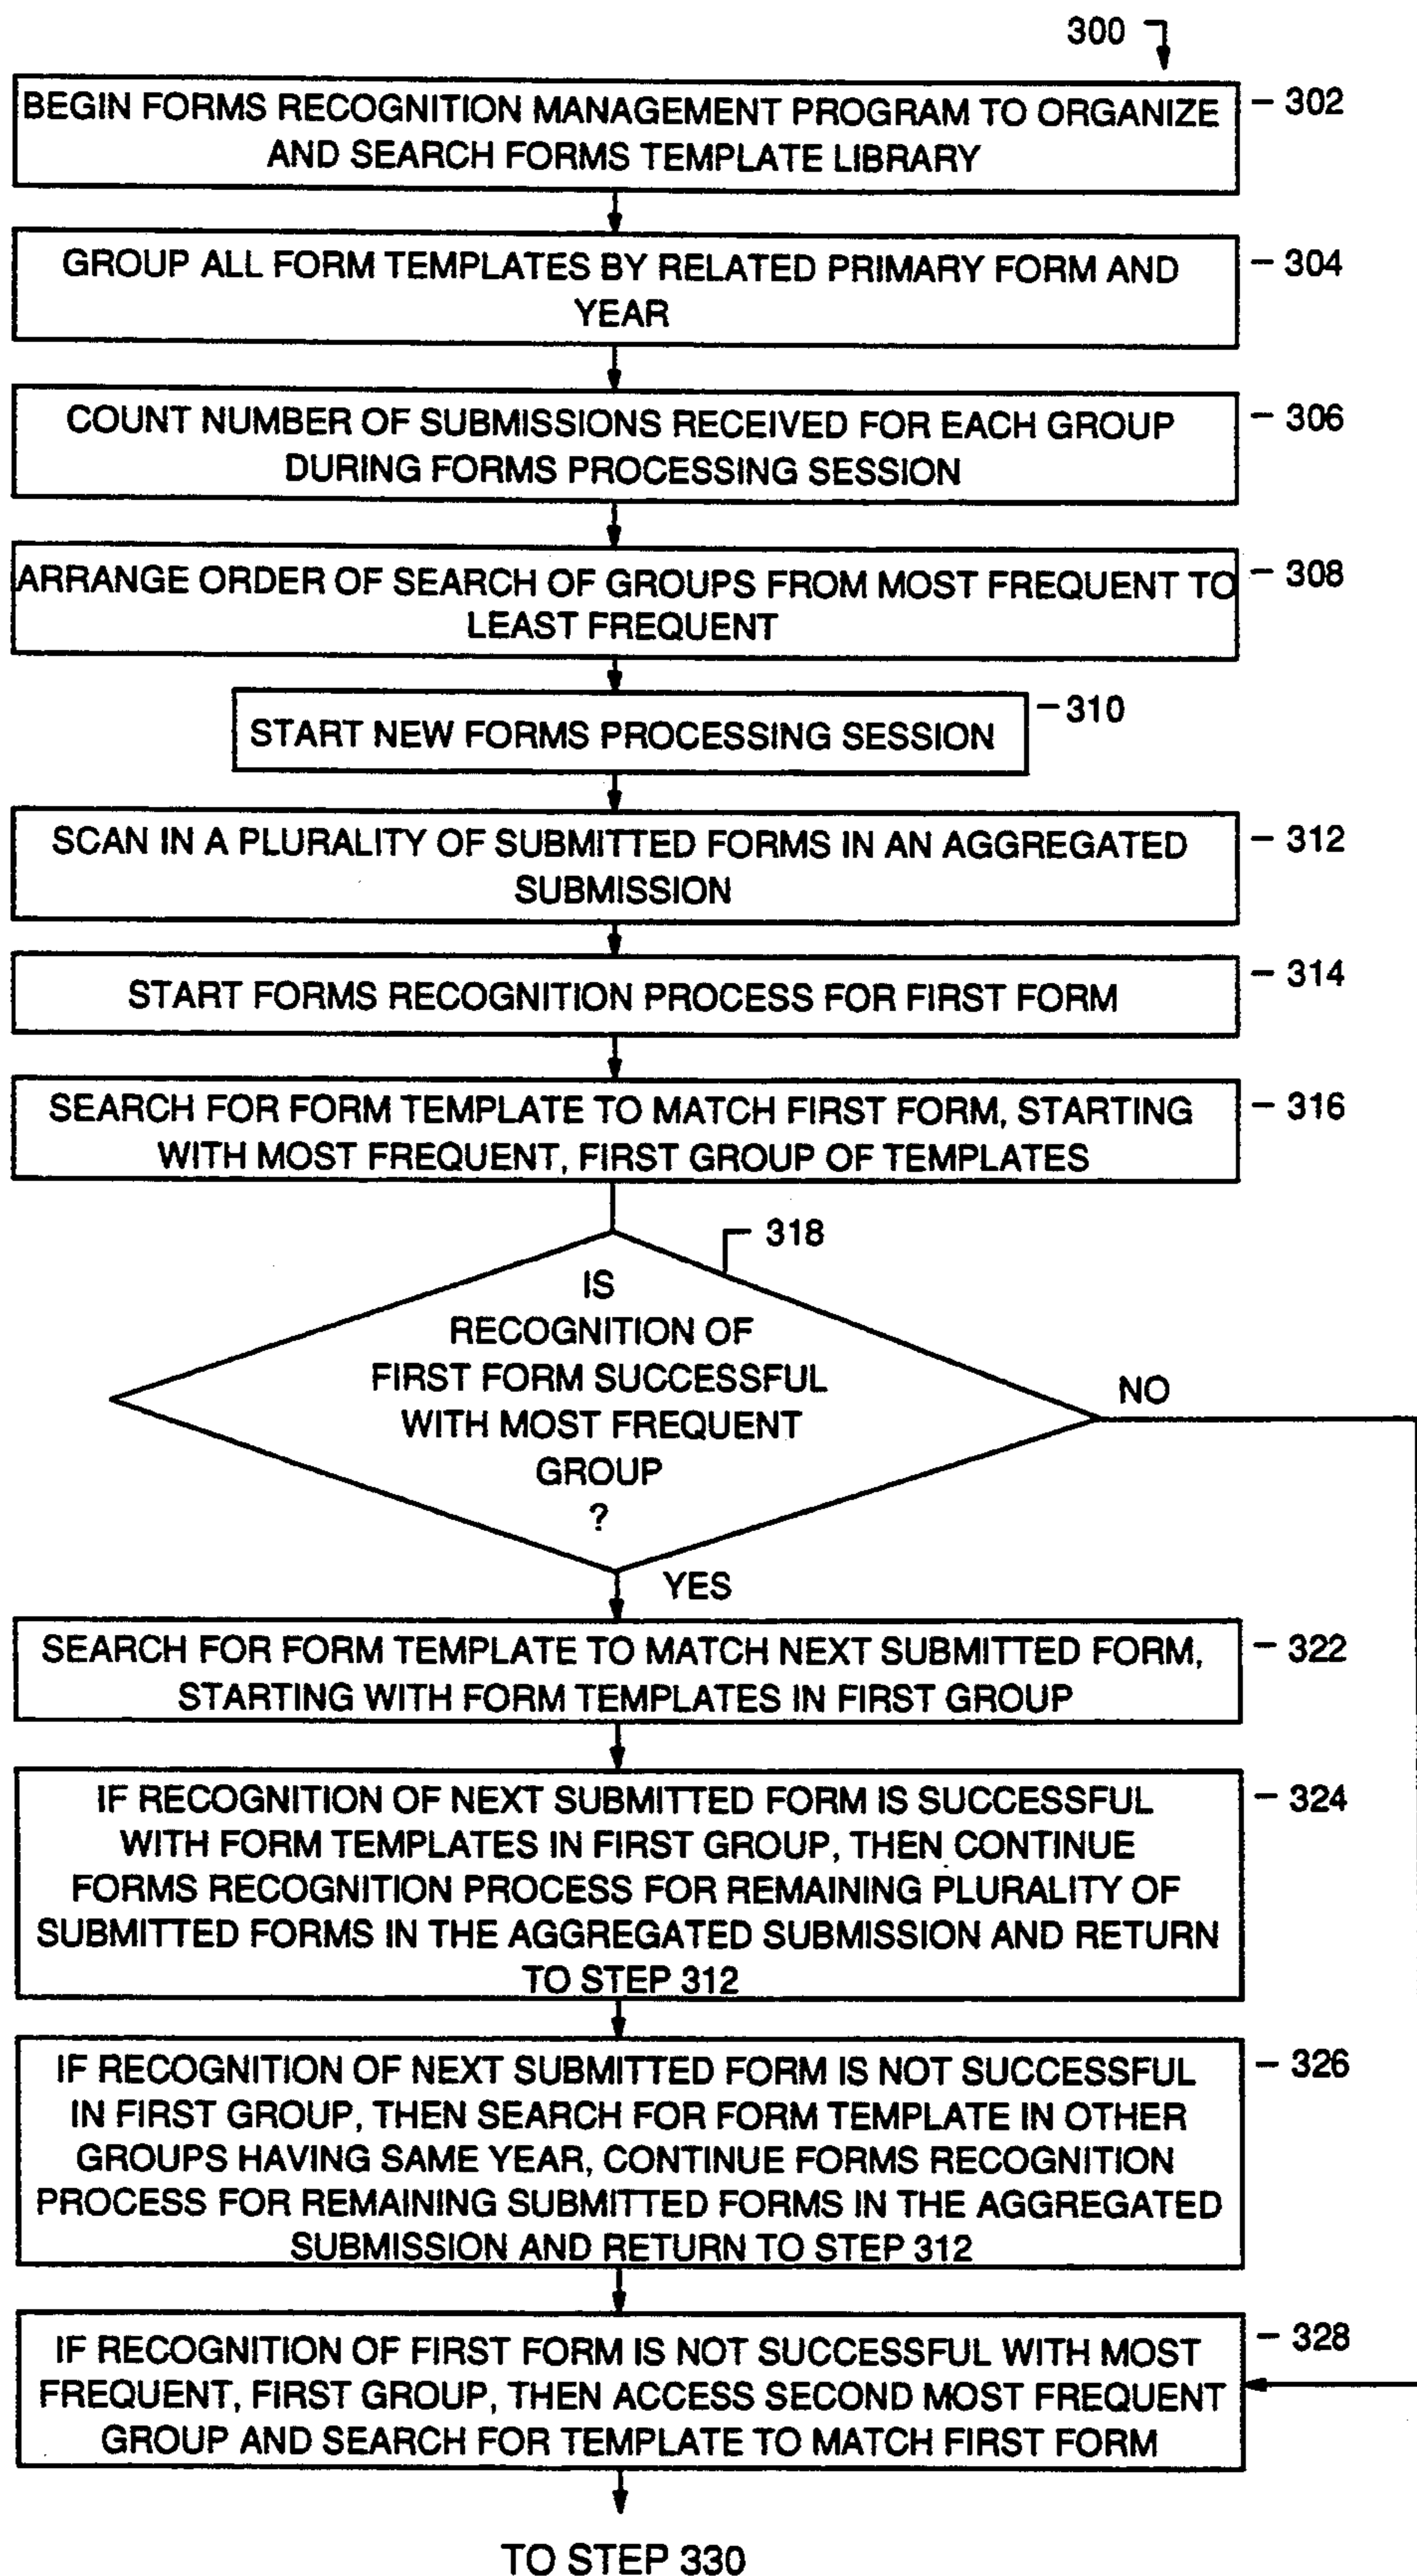 300
BEGIN FORMS RECOGNITION MANAGEMENT PROGRAM TO ORGANIZE
AND SEARCH FORMS TEMPLATE LIBRARY
302
GROUP ALL FORM TEMPLATES BY RELATED PRIMARY FORM AND
YEAR
304
COUNT NUMBER OF SUBMISSIONS RECEIVED FOR EACH GROUP
DURING FORMS PROCESSING SESSION
306
ARRANGE ORDER OF SEARCH OF GROUPS FROM MOST FREQUENT TO
LEAST FREQUENT
308
START NEW FORMS PROCESSING SESSION
310
SCAN IN A PLURALITY OF SUBMITTED FORMS IN AN AGGREGATED
SUBMISSION
312
START FORMS RECOGNITION PROCESS FOR FIRST FORM
314
SEARCH FOR FORM TEMPLATE TO MATCH FIRST FORM, STARTING
WITH MOST FREQUENT, FIRST GROUP OF TEMPLATES
316
318
IS
RECOGNITION OF
FIRST FORM SUCCESSFUL
WITH MOST FREQUENT
GROUP
?
NO
YES
SEARCH FOR FORM TEMPLATE TO MATCH NEXT SUBMITTED FORM,
STARTING WITH FORM TEMPLATES IN FIRST GROUP
322
IF RECOGNITION OF NEXT SUBMITTED FORM IS SUCCESSFUL
WITH FORM TEMPLATES IN FIRST GROUP, THEN CONTINUE
FORMS RECOGNITION PROCESS FOR REMAINING PLURALITY OF
SUBMITTED FORMS IN THE AGGREGATED SUBMISSION AND RETURN
TO STEP 312
324
IF RECOGNITION OF NEXT SUBMITTED FORM IS NOT SUCCESSFUL
IN FIRST GROUP, THEN SEARCH FOR FORM TEMPLATE IN OTHER
GROUPS HAVING SAME YEAR, CONTINUE FORMS RECOGNITION
PROCESS FOR REMAINING SUBMITTED FORMS IN THE AGGREGATED
SUBMISSION AND RETURN TO STEP 312
326
IF RECOGNITION OF FIRST FORM IS NOT SUCCESSFUL WITH MOST
FREQUENT, FIRST GROUP, THEN ACCESS SECOND MOST FREQUENT
GROUP AND SEARCH FOR TEMPLATE TO MATCH FIRST FORM
328
TO STEP 330